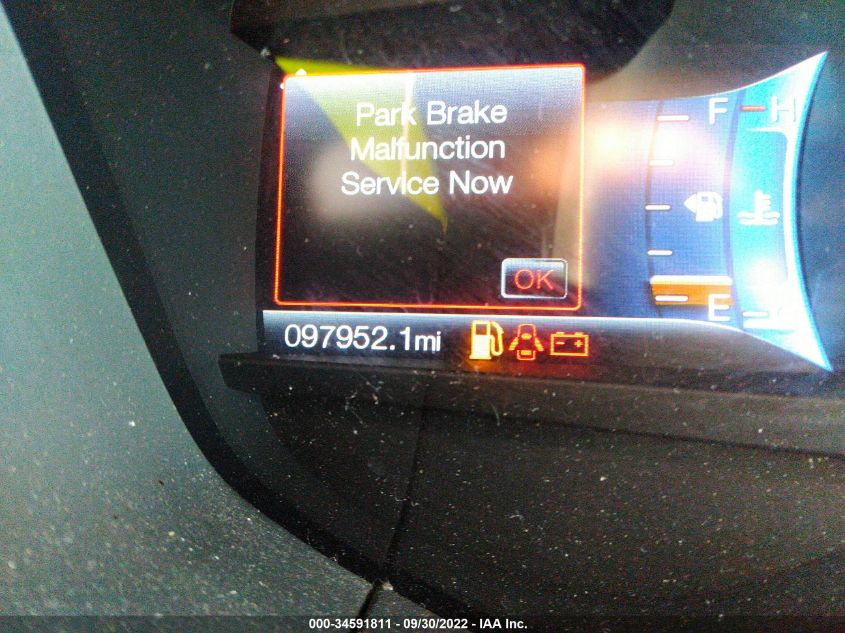 Park Brake
Malfunction
Service Now
OK
F
H
E
097952.1mi
000-34591811 - 09/30/2022 - IAA Inc.